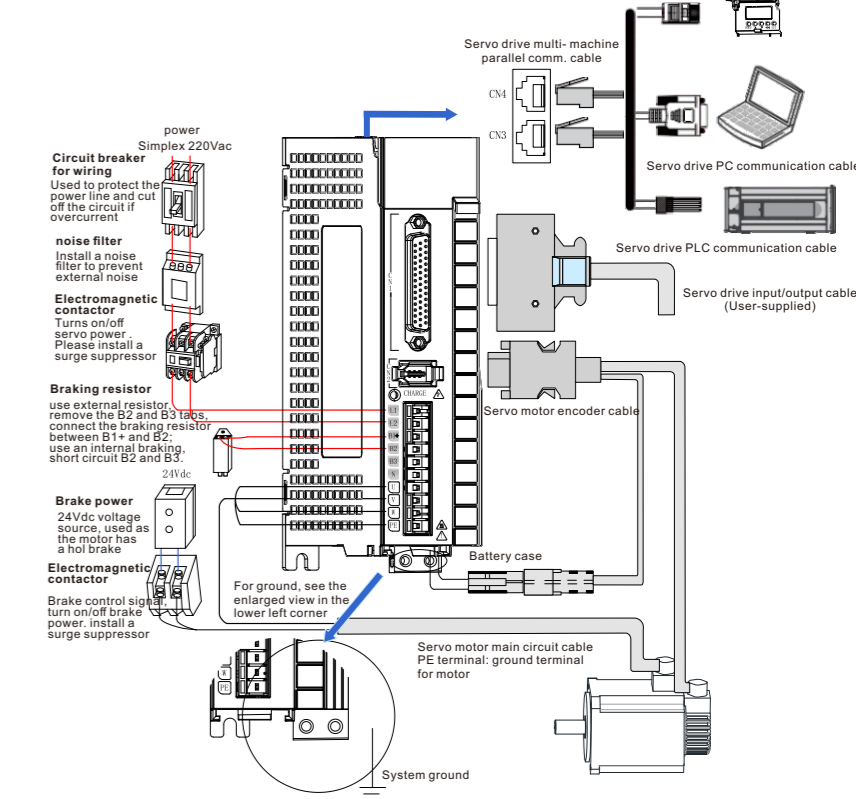 Servo drive multi- machine
parallel comm. cable
CN4
CN3
power
Simplex 220Vac
Circuit breaker
for wiring
Used to protect the
power line and cut
off the circuit if
overcurrent
Servo drive PC communication cable
noise filter
Install a noise
filter to prevent
external noise
Servo drive PLC communication cable
Electromagnetic
contactor
Turns on/off
servo power .
Please install a
surge suppressor
Servo drive input/output cable
(User-supplied)
Braking resistor
use external resistor,
remove the B2 and B3 tabs,
connect the braking resistor
between B1+ and B2;
use an internal braking,
short circuit B2 and B3.
CN1
CN2
CHARGE
L1
L2
B1+
B2
B3
N
U
V
W
PE
Servo motor encoder cable
24Vdc
Brake power
24Vdc voltage
source, used as
the motor has
a hol brake
Electromagnetic
contactor
Brake control signal,
turn on/off brake
power. install a
surge suppressor
Battery case
For ground, see the
enlarged view in the
lower left corner
Servo motor main circuit cable
PE terminal: ground terminal
for motor
W
PE
System ground